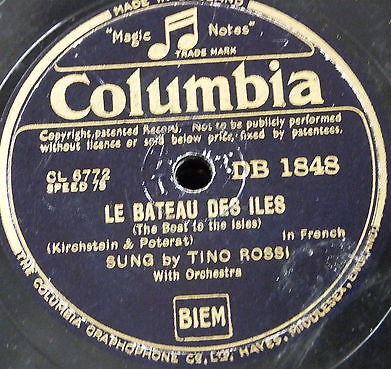 MADE
"Magic Notes"
TRADE MARK
Columbia
Copyright, patented Record. Not to be publicly performed
without licence or sold below price, fixed by patentees.
CL 6772
SPEED 78
DB 1848
LE BATEAU DES ILES
(The Boat to the Isles)
(Kirchstein & Poterat) In French
SUNG by TINO ROSSI
With Orchestra
BIEM
(THE COLUMBIA GRAPHOPHONE CO., LTD., HAYES, MIDDLESEX, ENGLAND.)